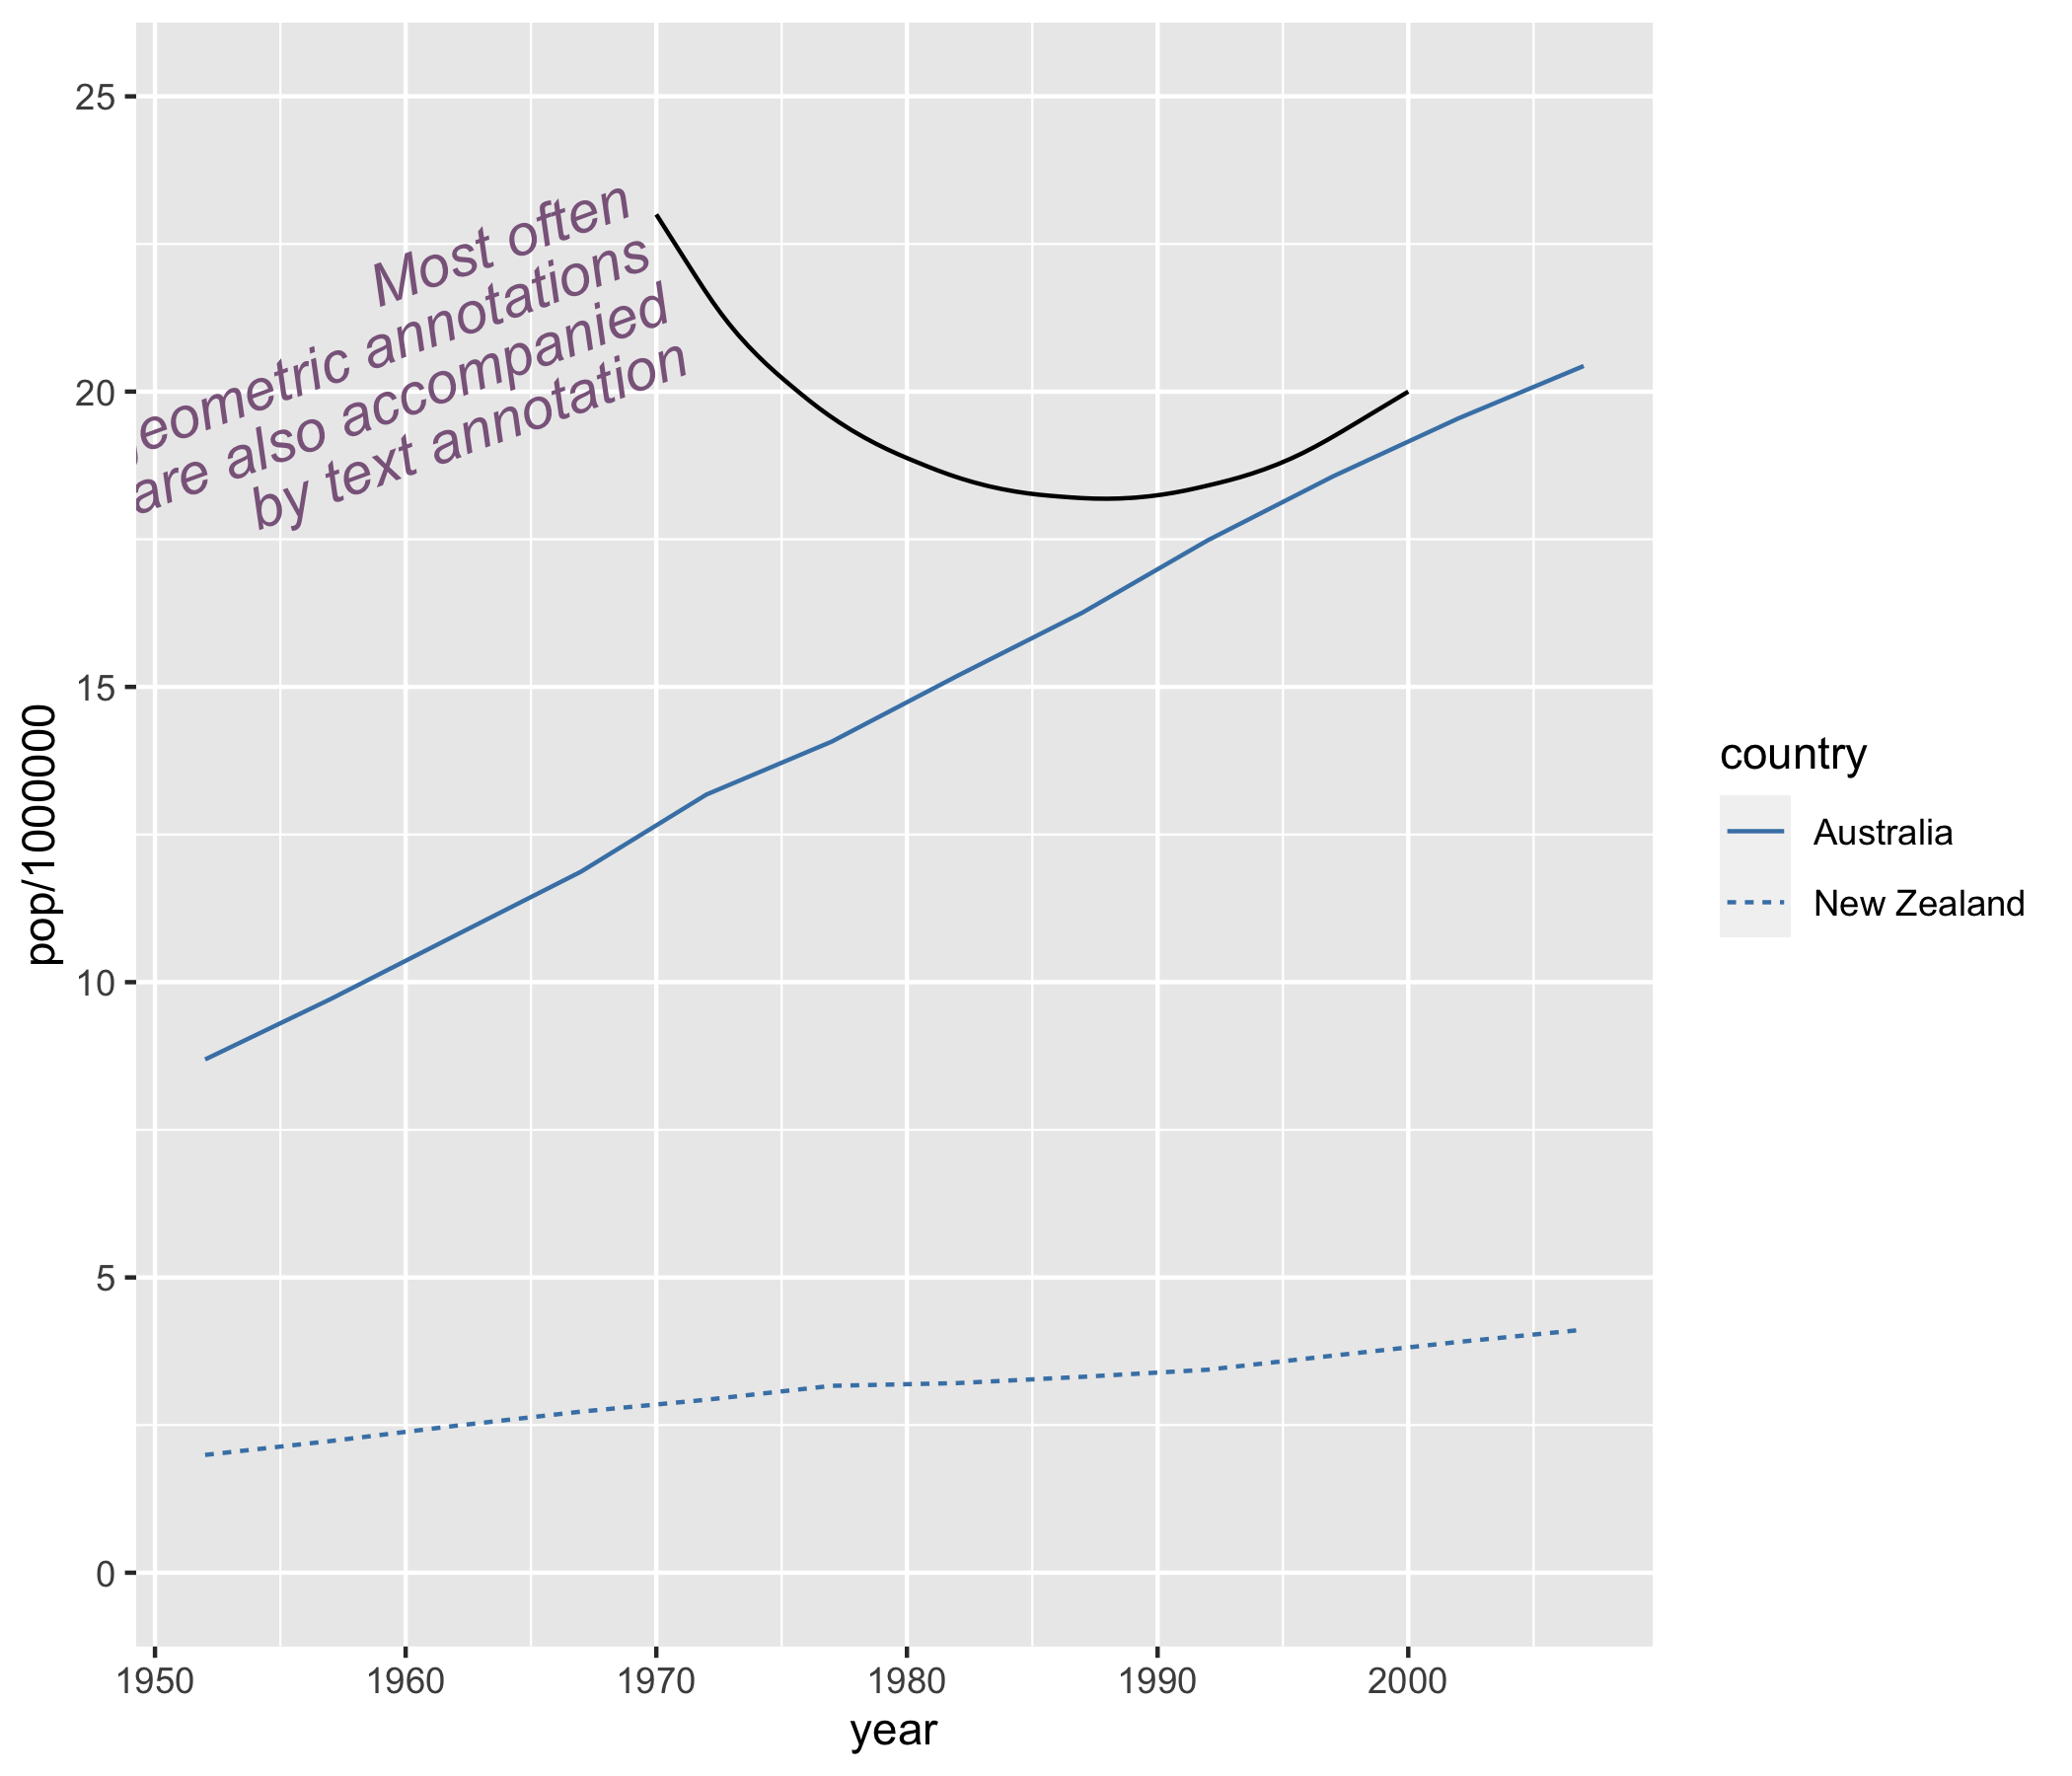 Most often
eometric annotations
are also accompanied
by text annotation
25
20
15
10
5
0
pop/1000000
1950 1960 1970 1980 1990 2000
year
country
Australia
New Zealand